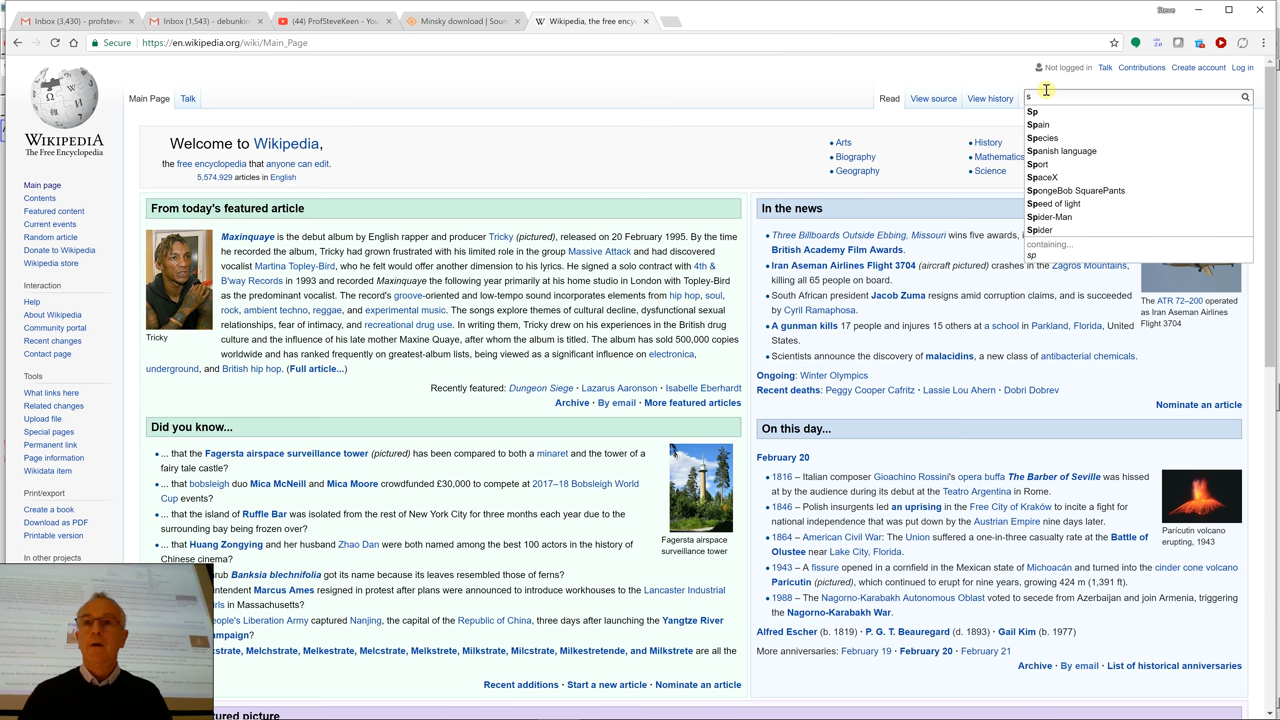 Steve
Inbox (3,430) - profsteve
Inbox (1,543) - debunkin
(44) ProfSteveKeen - You
Minsky download | Sour
Wikipedia, the free ency
Secure
https://en.wikipedia.org/wiki/Main_Page
Not logged in Talk Contributions Create account Log in
WIKIPEDIA
The Free Encyclopedia
Main Page Talk
Read View source View history
s
Sp
Spain
Species
Spanish language
Sport
SpaceX
SpongeBob SquarePants
Speed of light
Spider-Man
Spider
containing...
sp
Main page
Contents
Featured content
Current events
Random article
Donate to Wikipedia
Wikipedia store
Interaction
Help
About Wikipedia
Community portal
Recent changes
Contact page
Tools
What links here
Related changes
Upload file
Special pages
Permanent link
Page information
Wikidata item
Print/export
Create a book
Download as PDF
Printable version
In other projects
Welcome to Wikipedia,
the free encyclopedia that anyone can edit.
5,574,929 articles in English
Arts
Biography
Geography
History
Mathematics
Science
From today's featured article
Maxinquaye is the debut album by English rapper and producer Tricky (pictured), released on 20 February 1995. By the time
he recorded the album, Tricky had grown frustrated with his limited role in the group Massive Attack and had discovered
vocalist Martina Topley-Bird, who he felt would offer another dimension to his lyrics. He signed a solo contract with 4th &
B'way Records in 1993 and recorded Maxinquaye the following year primarily at his home studio in London with Topley-Bird
as the predominant vocalist. The record's groove-oriented and low-tempo sound incorporates elements from hip hop, soul,
rock, ambient techno, reggae, and experimental music. The songs explore themes of cultural decline, dysfunctional sexual
relationships, fear of intimacy, and recreational drug use. In writing them, Tricky drew on his experiences in the British drug
culture and the influence of his late mother Maxine Quaye, after whom the album is titled. The album has sold 500,000 copies
worldwide and has ranked frequently on greatest-album lists, being viewed as a significant influence on electronica,
underground, and British hip hop. (Full article...)
Tricky
Recently featured: Dungeon Siege · Lazarus Aaronson · Isabelle Eberhardt
Archive · By email · More featured articles
Did you know...
... that the Fagersta airspace surveillance tower (pictured) has been compared to both a minaret and the tower of a
fairy tale castle?
... that bobsleigh duo Mica McNeill and Mica Moore crowdfunded £30,000 to compete at 2017–18 Bobsleigh World
Cup events?
... that the island of Ruffle Bar was isolated from the rest of New York City for three months each year due to the
surrounding bay being frozen over?
... that Huang Zongying and her husband Zhao Dan were both named among the best 100 actors in the history of
Chinese cinema?
rub Banksia blechnifolia got its name because its leaves resembled those of ferns?
ntendent Marcus Ames resigned in protest after plans were announced to introduce workhouses to the Lancaster Industrial
irls in Massachusetts?
eople's Liberation Army captured Nanjing, the capital of the Republic of China, three days after launching the Yangtze River
ampaign?
cstrate, Melchstrate, Melkestrate, Melcstrate, Melkstrete, Milkstrate, Milcstrate, Milkestretende, and Milkstrete are all the
Fagersta airspace
surveillance tower
Recent additions · Start a new article · Nominate an article
In the news
Three Billboards Outside Ebbing, Missouri wins five awards,
British Academy Film Awards.
Iran Aseman Airlines Flight 3704 (aircraft pictured) crashes in the Zagros Mountains,
killing all 65 people on board.
South African president Jacob Zuma resigns amid corruption claims, and is succeeded
by Cyril Ramaphosa.
A gunman kills 17 people and injures 15 others at a school in Parkland, Florida, United
States.
Scientists announce the discovery of malacidins, a new class of antibacterial chemicals.
The ATR 72–200 operated
as Iran Aseman Airlines
Flight 3704
Ongoing: Winter Olympics
Recent deaths: Peggy Cooper Cafritz · Lassie Lou Ahern · Dobri Dobrev
Nominate an article
On this day...
February 20
1816 – Italian composer Gioachino Rossini's opera buffa The Barber of Seville was hissed
at by the audience during its debut at the Teatro Argentina in Rome.
1846 – Polish insurgents led an uprising in the Free City of Kraków to incite a fight for
national independence that was put down by the Austrian Empire nine days later.
1864 – American Civil War: The Union suffered a one-in-three casualty rate at the Battle of
Olustee near Lake City, Florida.
1943 – A fissure opened in a cornfield in the Mexican state of Michoacán and turned into the cinder cone volcano
Parícutin (pictured), which continued to erupt for nine years, growing 424 m (1,391 ft).
1988 – The Nagorno-Karabakh Autonomous Oblast voted to secede from Azerbaijan and join Armenia, triggering
the Nagorno-Karabakh War.
Parícutin volcano
erupting, 1943
Alfred Escher (b. 1819) · P. G. T. Beauregard (d. 1893) · Gail Kim (b. 1977)
More anniversaries: February 19 · February 20 · February 21
Archive · By email · List of historical anniversaries
tured picture